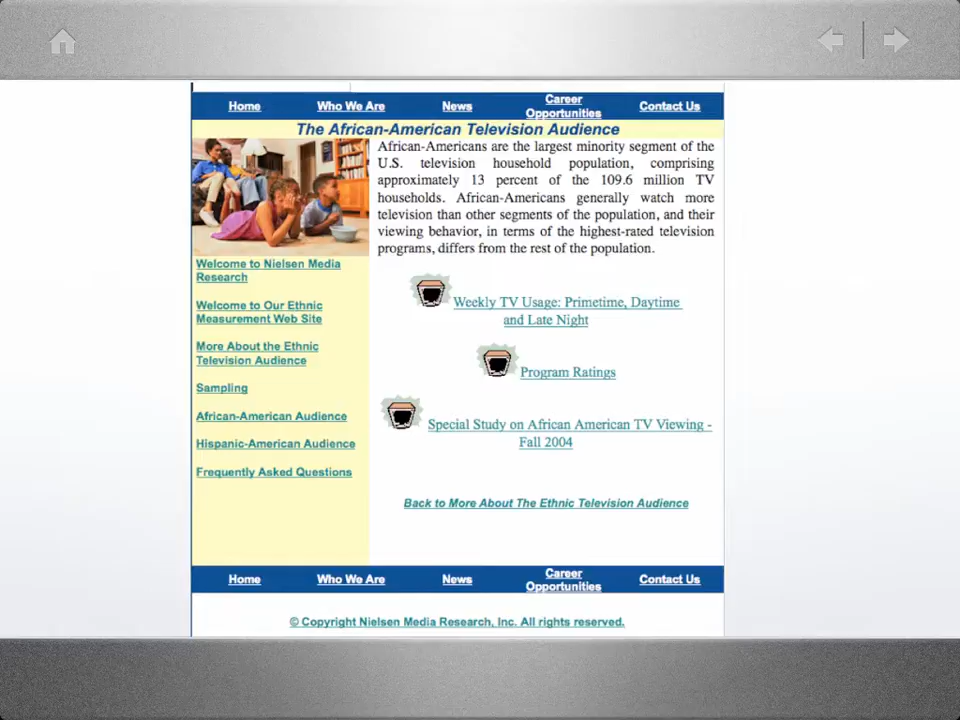 Home Who We Are News Career Opportunities Contact Us
The African-American Television Audience
African-Americans are the largest minority segment of the
U.S. television household population, comprising
approximately 13 percent of the 109.6 million TV
households. African-Americans generally watch more
television than other segments of the population, and their
viewing behavior, in terms of the highest-rated television
programs, differs from the rest of the population.
Welcome to Nielsen Media
Research
Welcome to Our Ethnic
Measurement Web Site
More About the Ethnic
Television Audience
Sampling
African-American Audience
Hispanic-American Audience
Frequently Asked Questions
Weekly TV Usage: Primetime, Daytime
and Late Night
Program Ratings
Special Study on African American TV Viewing -
Fall 2004
Back to More About The Ethnic Television Audience
Home Who We Are News Career Opportunities Contact Us
© Copyright Nielsen Media Research, Inc. All rights reserved.